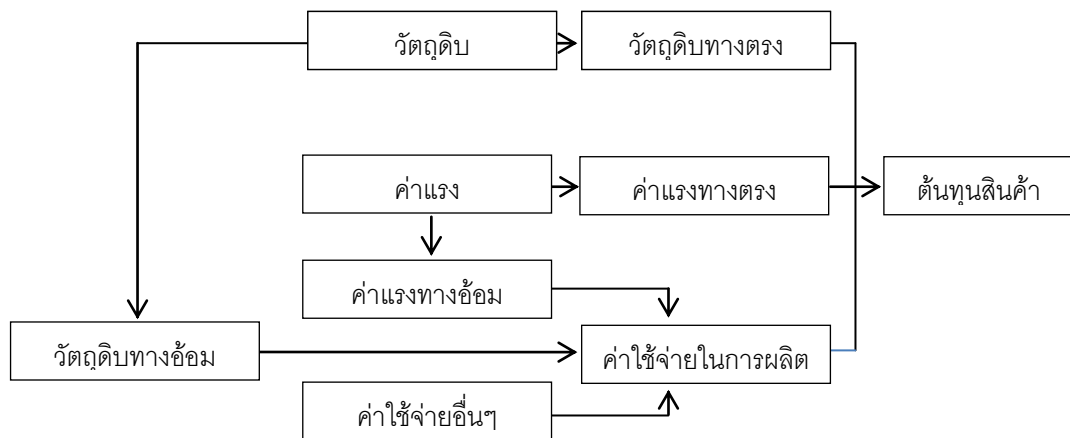 วัตถุดิบ
วัตถุดิบทางตรง
ค่าแรง
ค่าแรงทางตรง
ต้นทุนสินค้า
ค่าแรงทางอ้อม
วัตถุดิบทางอ้อม
ค่าใช้จ่ายในการผลิต
ค่าใช้จ่ายอื่นๆ